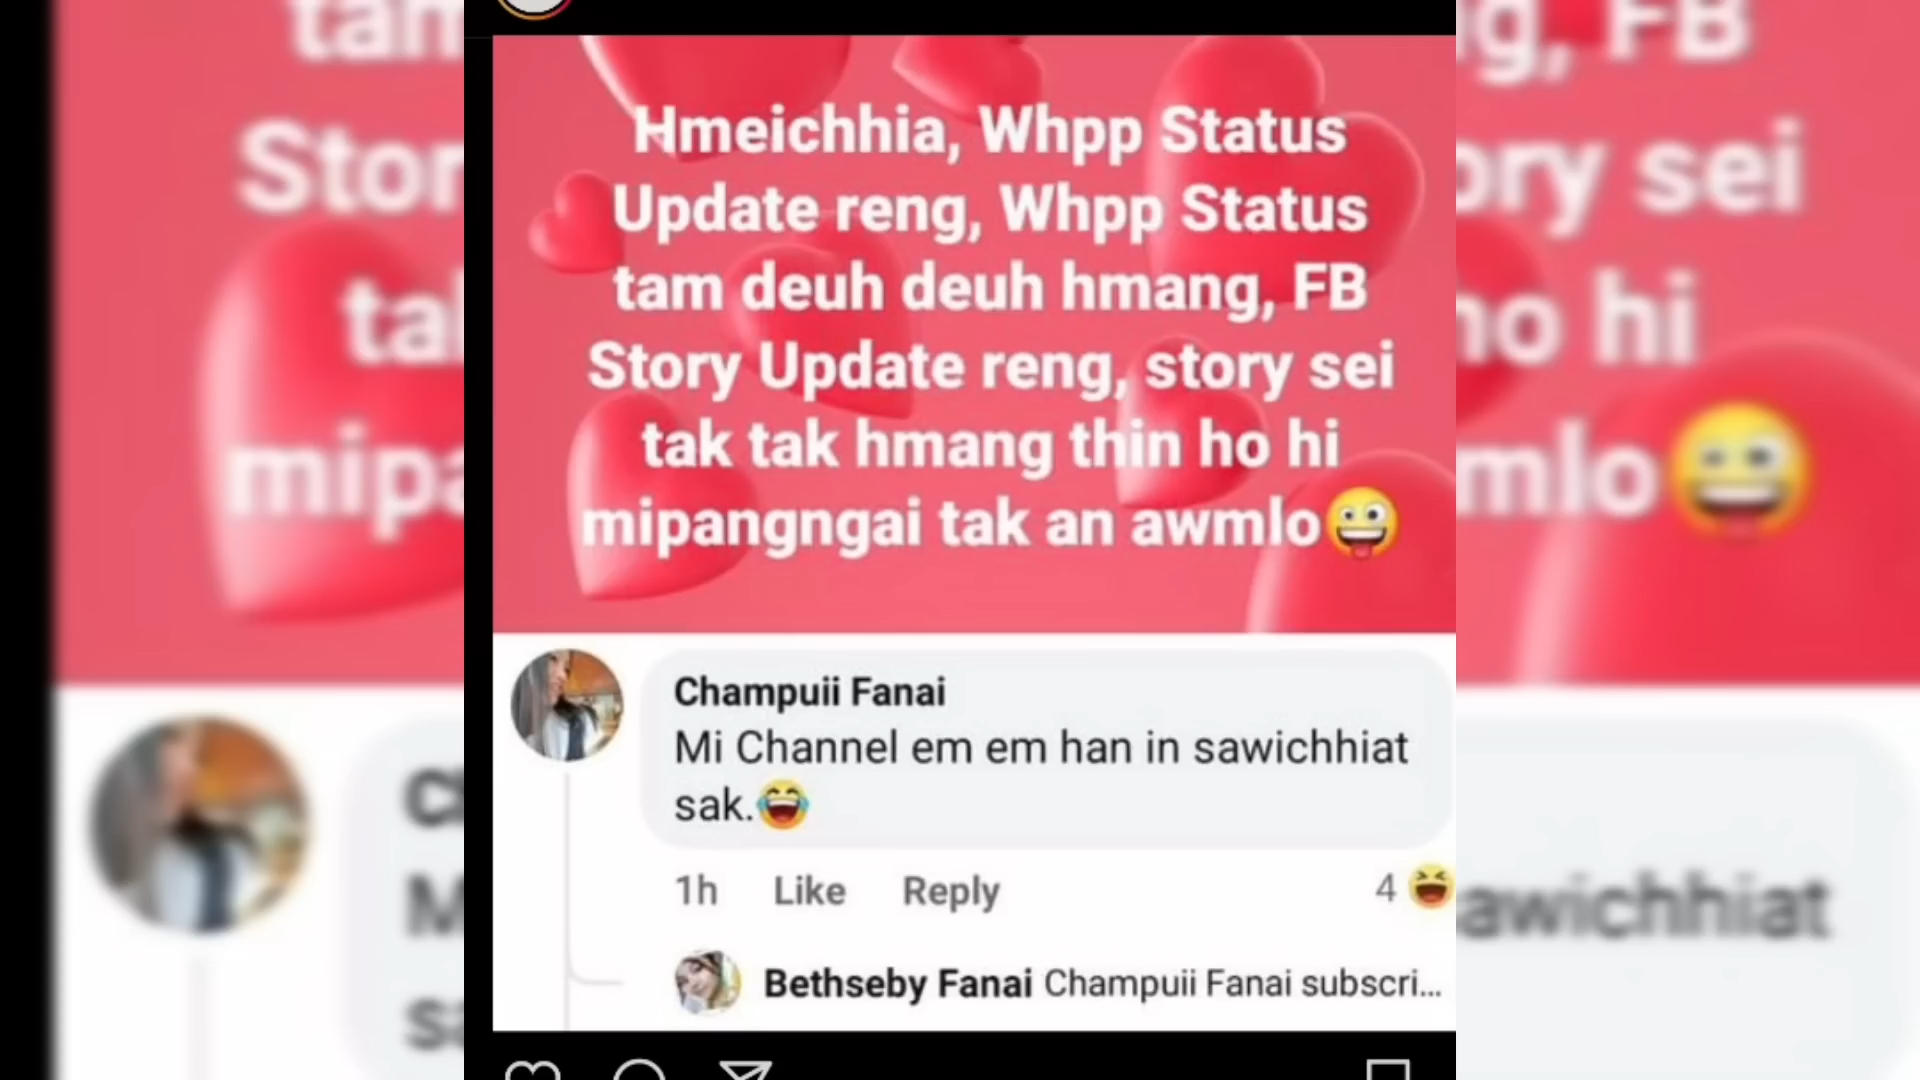 Hmeichhia, Whpp Status
Update reng, Whpp Status
tam deuh deuh hmang, FB
Story Update reng, story sei
tak tak hmang thin ho hi
mipangngai tak an awmlo🤪
Champuii Fanai
Mi Channel em em han in sawichhiat
sak.😂
1h Like Reply 4 😆
Bethseby Fanai Champuii Fanai subscri...